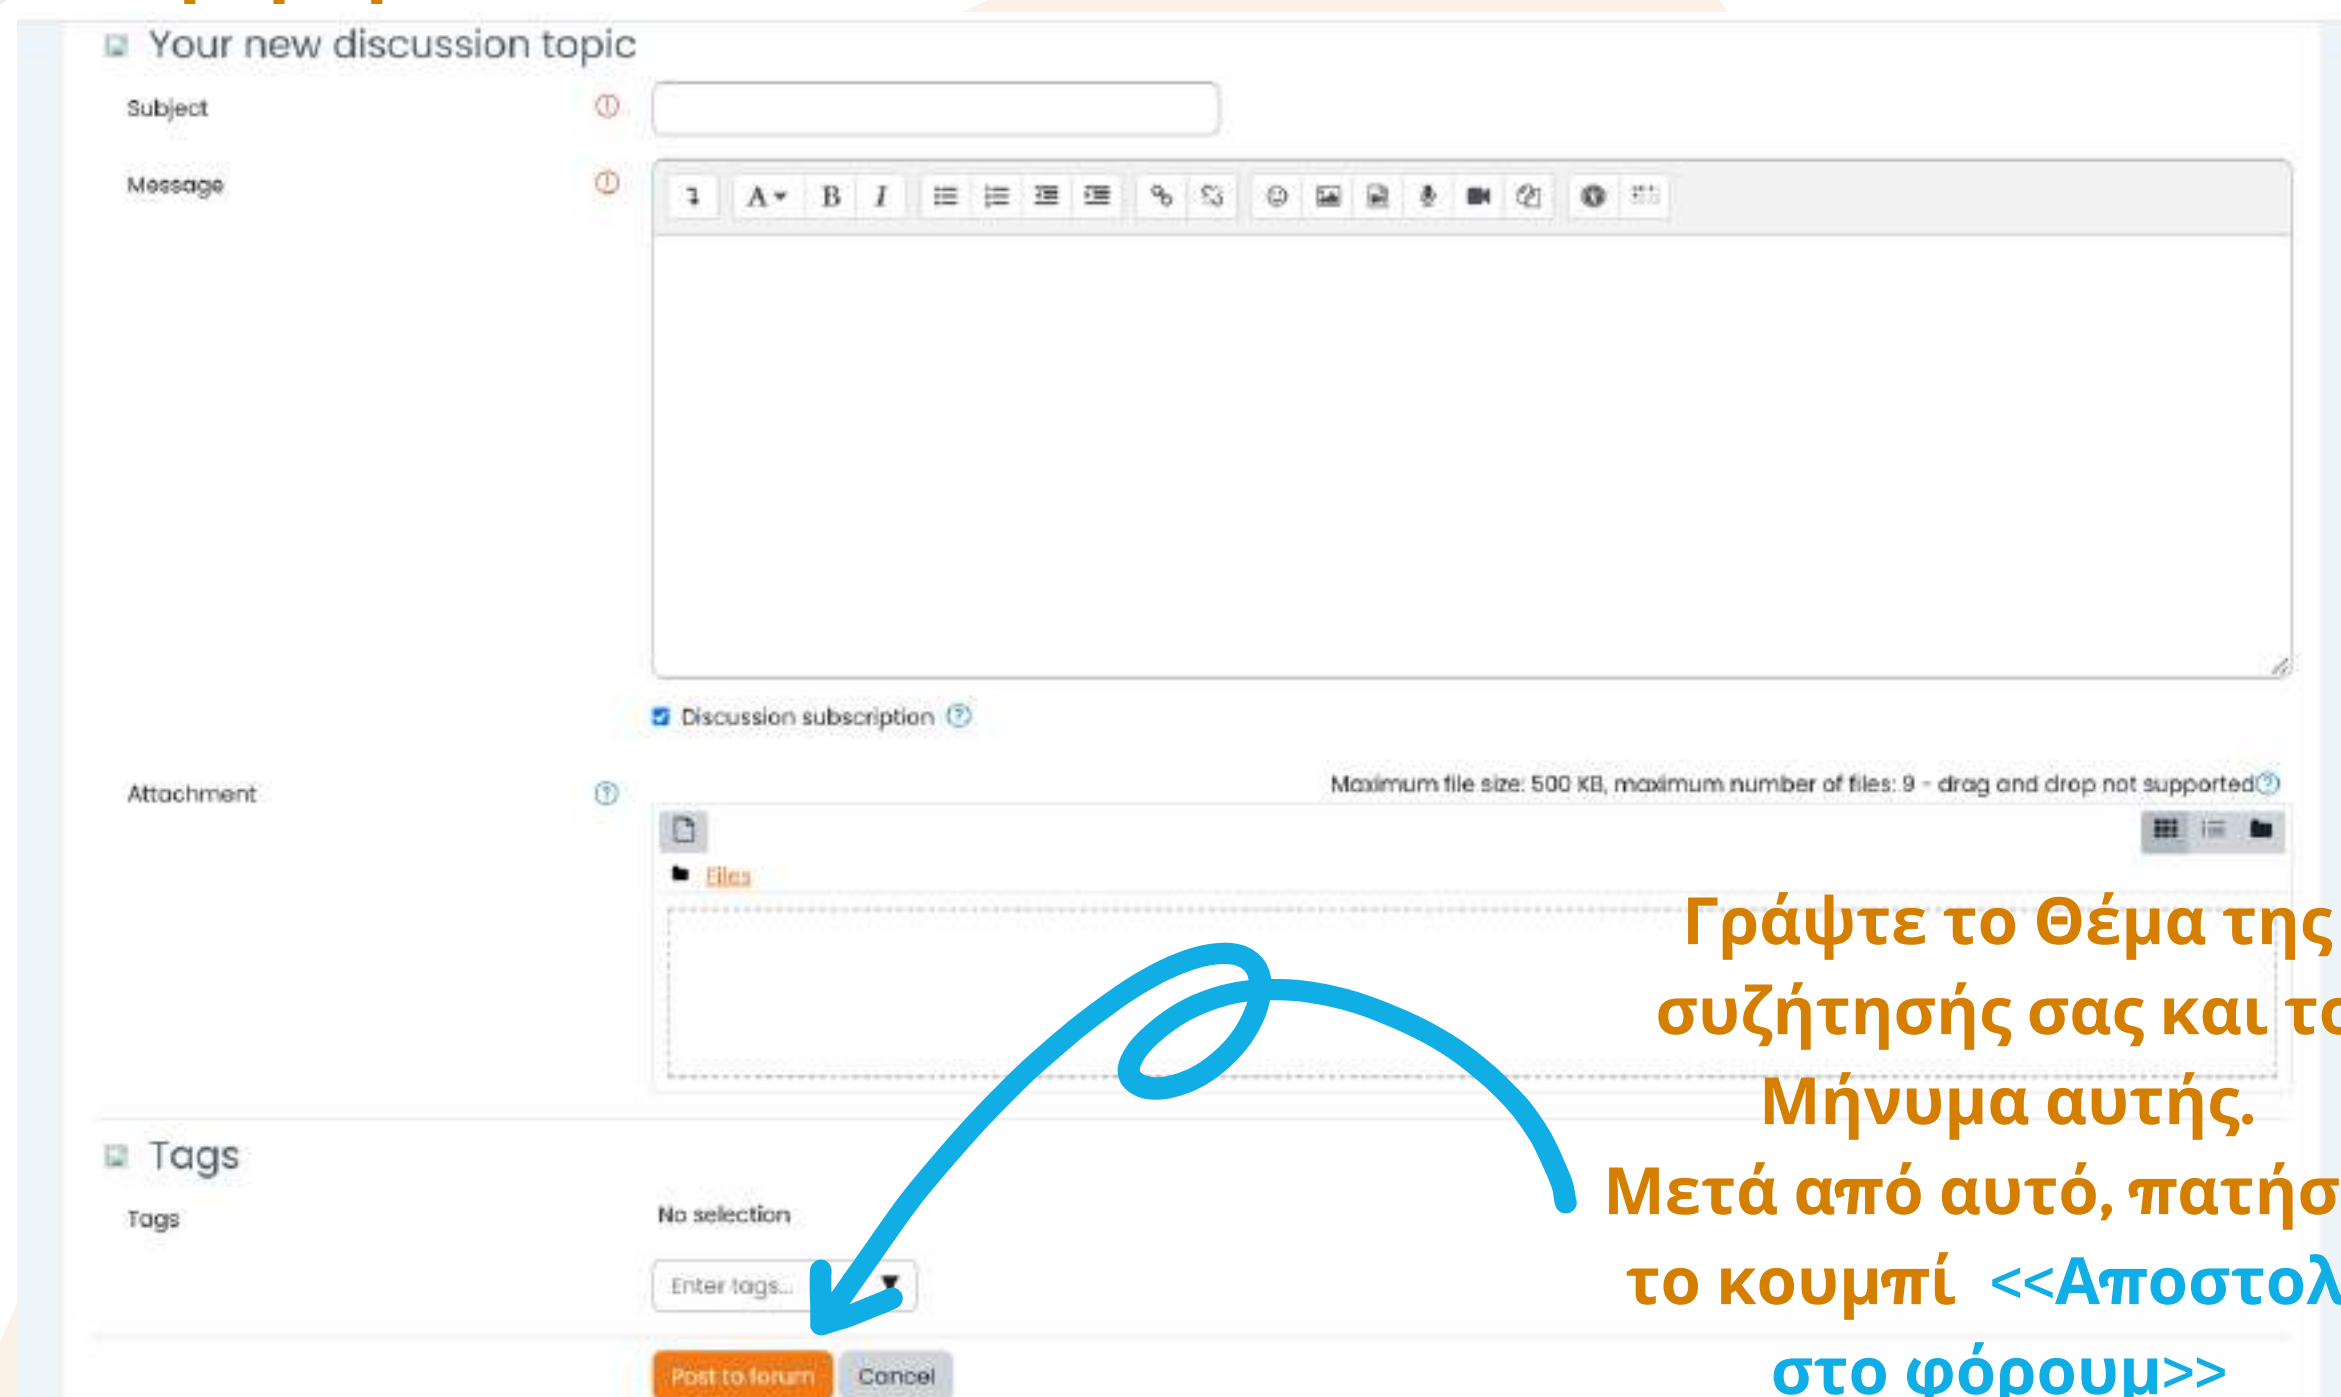 Your new discussion topic
Subject
Message
Discussion subscription
Attachment
Maximum file size: 500 KB, maximum number of files: 9 - drag and drop not supported
Files
Γράψτε το Θέμα της
συζήτησής σας και το
Μήνυμα αυτής.
Μετά από αυτό, πατήσ
το κουμπί <<Αποστολ
στο φόρουμ>>
Tags
Tags
No selection
Enter tags...
Post to forum
Cancel